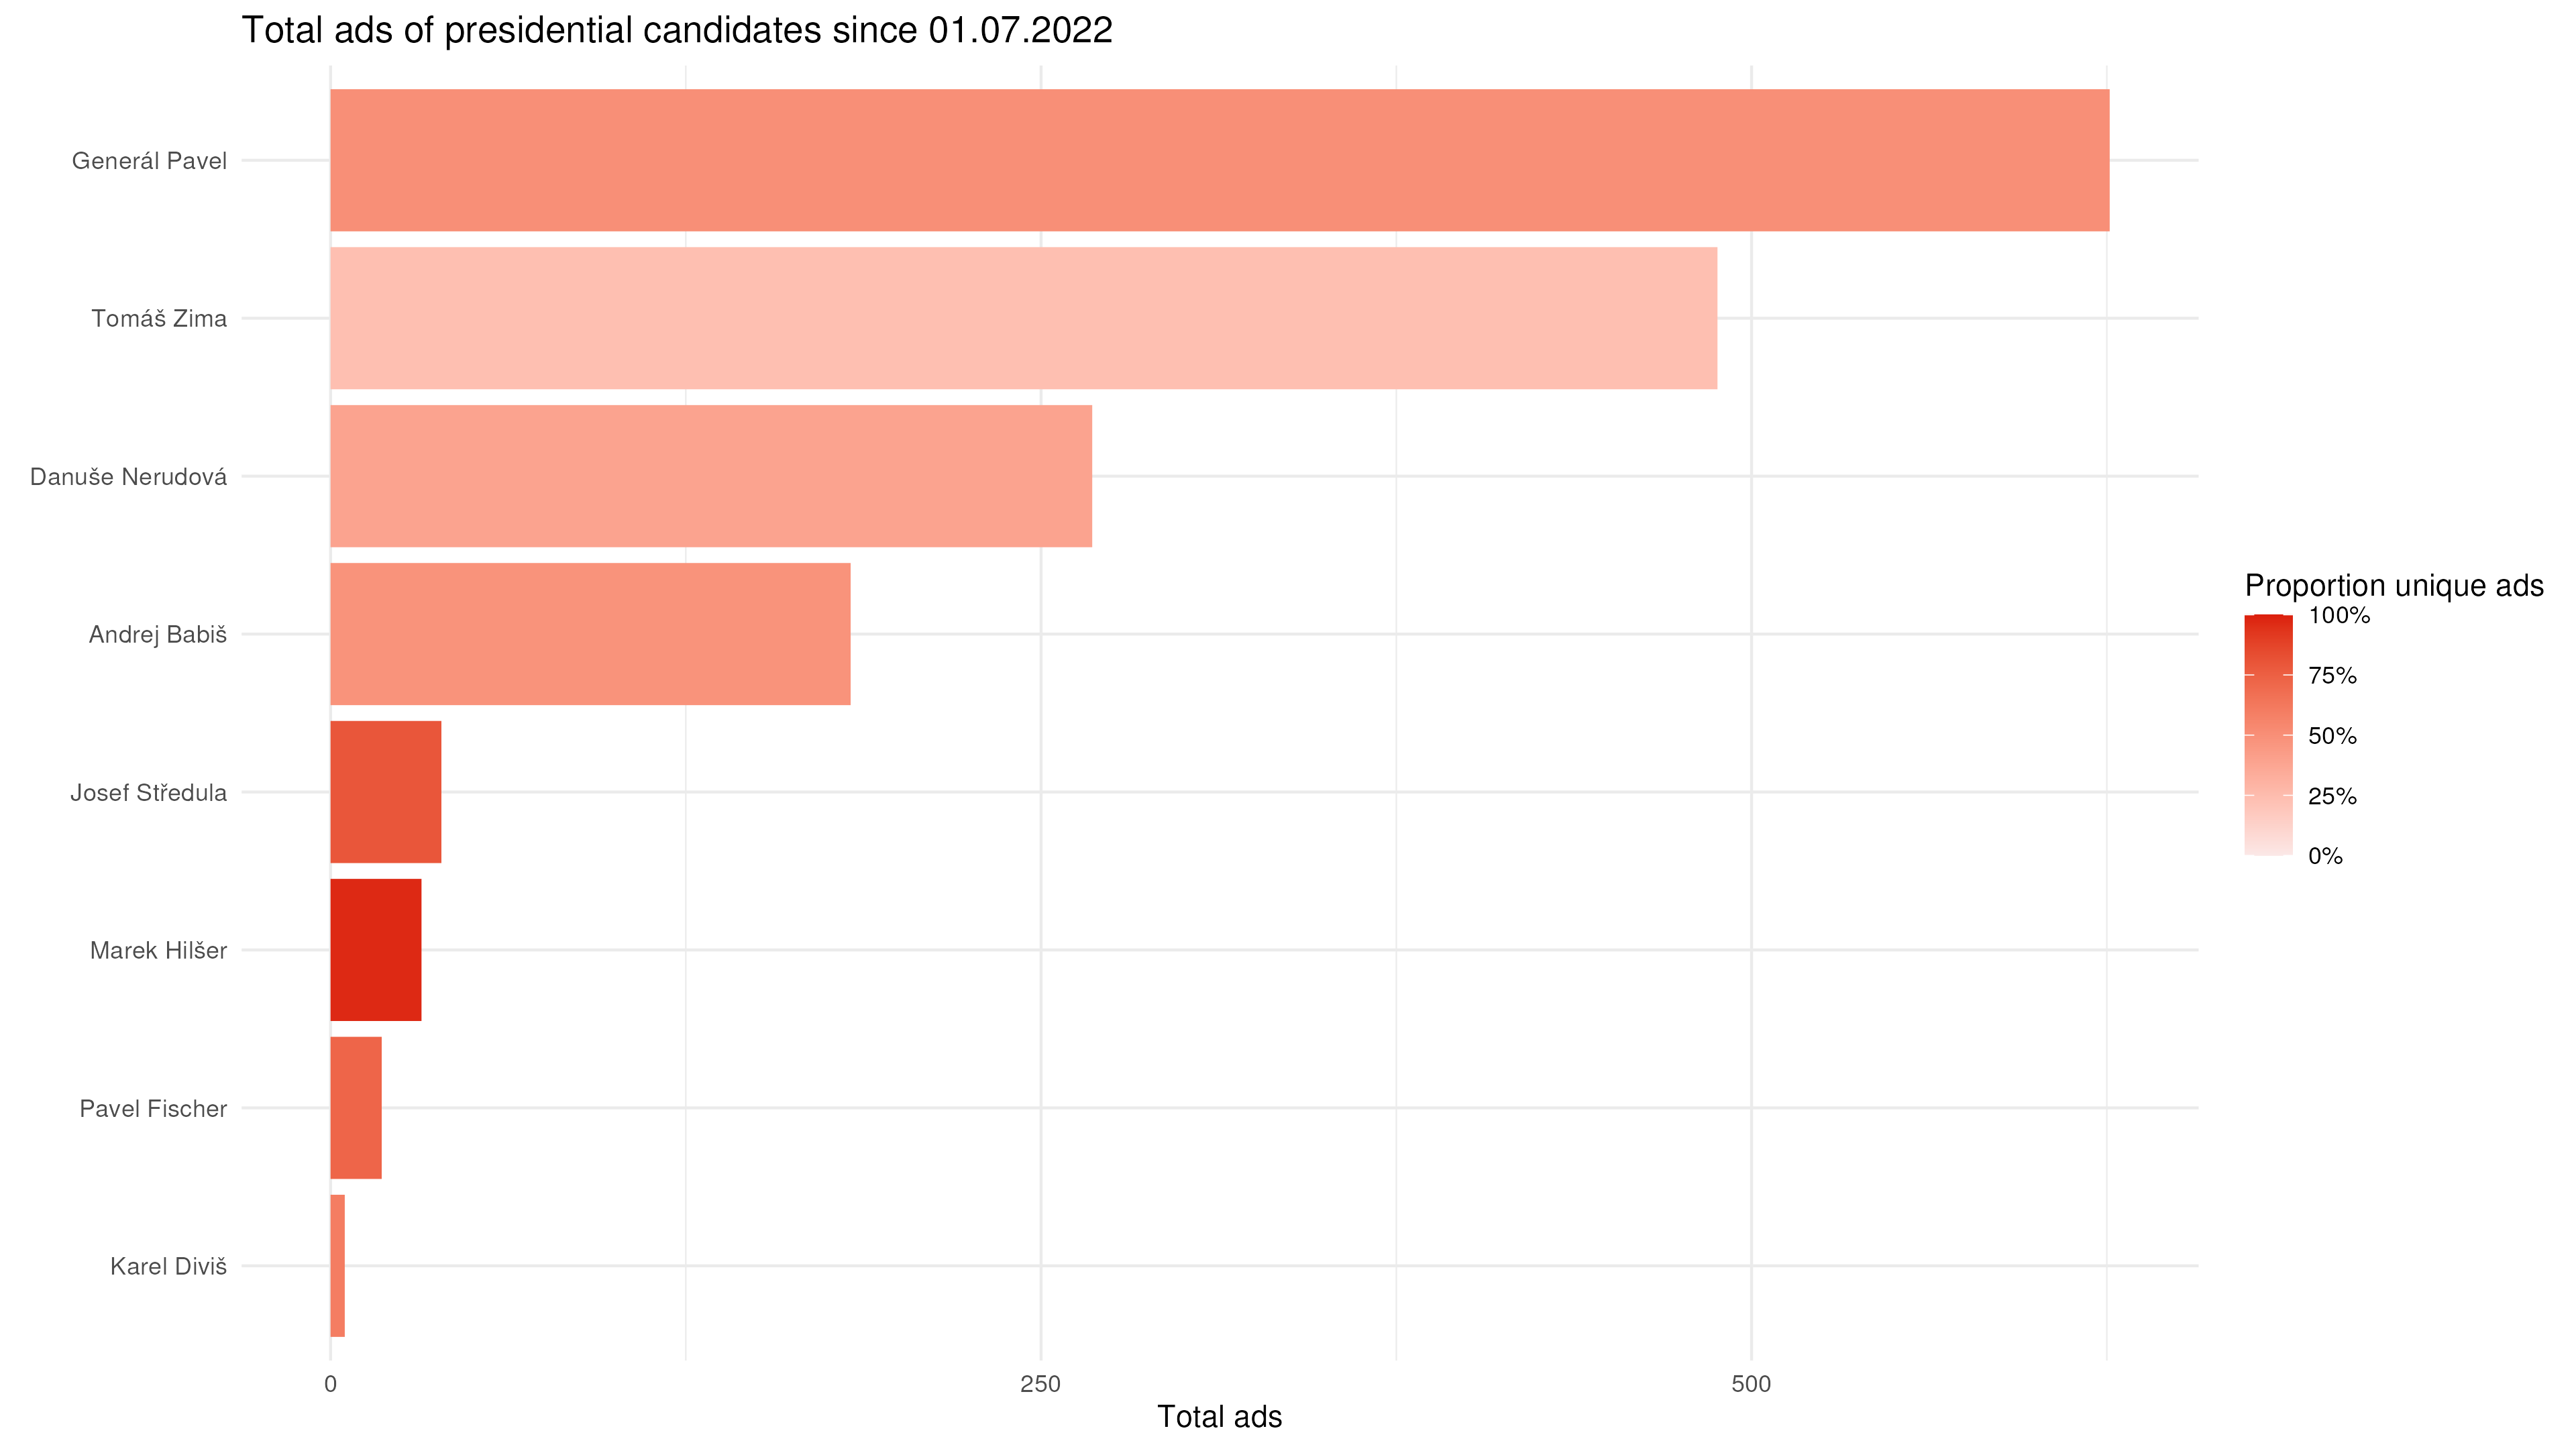 Total ads of presidential candidates since 01.07.2022
Generál Pavel
Tomáš Zima
Danuše Nerudová
Andrej Babiš
Josef Středula
Marek Hilšer
Pavel Fischer
Karel Diviš
0
250
500
Total ads
Proportion unique ads
100%
75%
50%
25%
0%